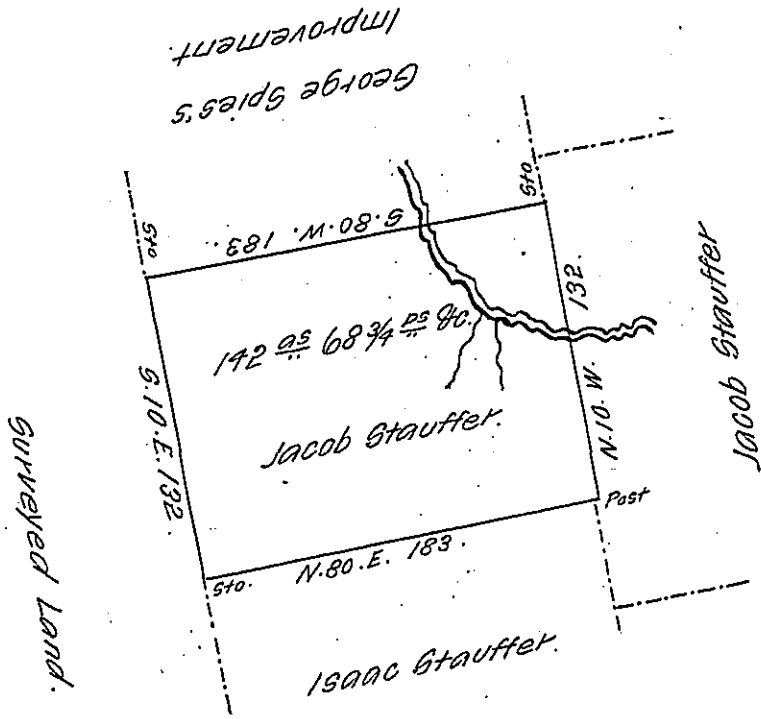 George Spies's
Improvement.
Sto
S.80.W. 183.
Sto
132.
N.10.W.
142 as 68 3/4 ps &c.
Jacob Stauffer.
S.10.E.132.
Jacob Stauffer
Post
Sto.
N.80.E. 183.
Isaac Stauffer.
Surveyed Land.